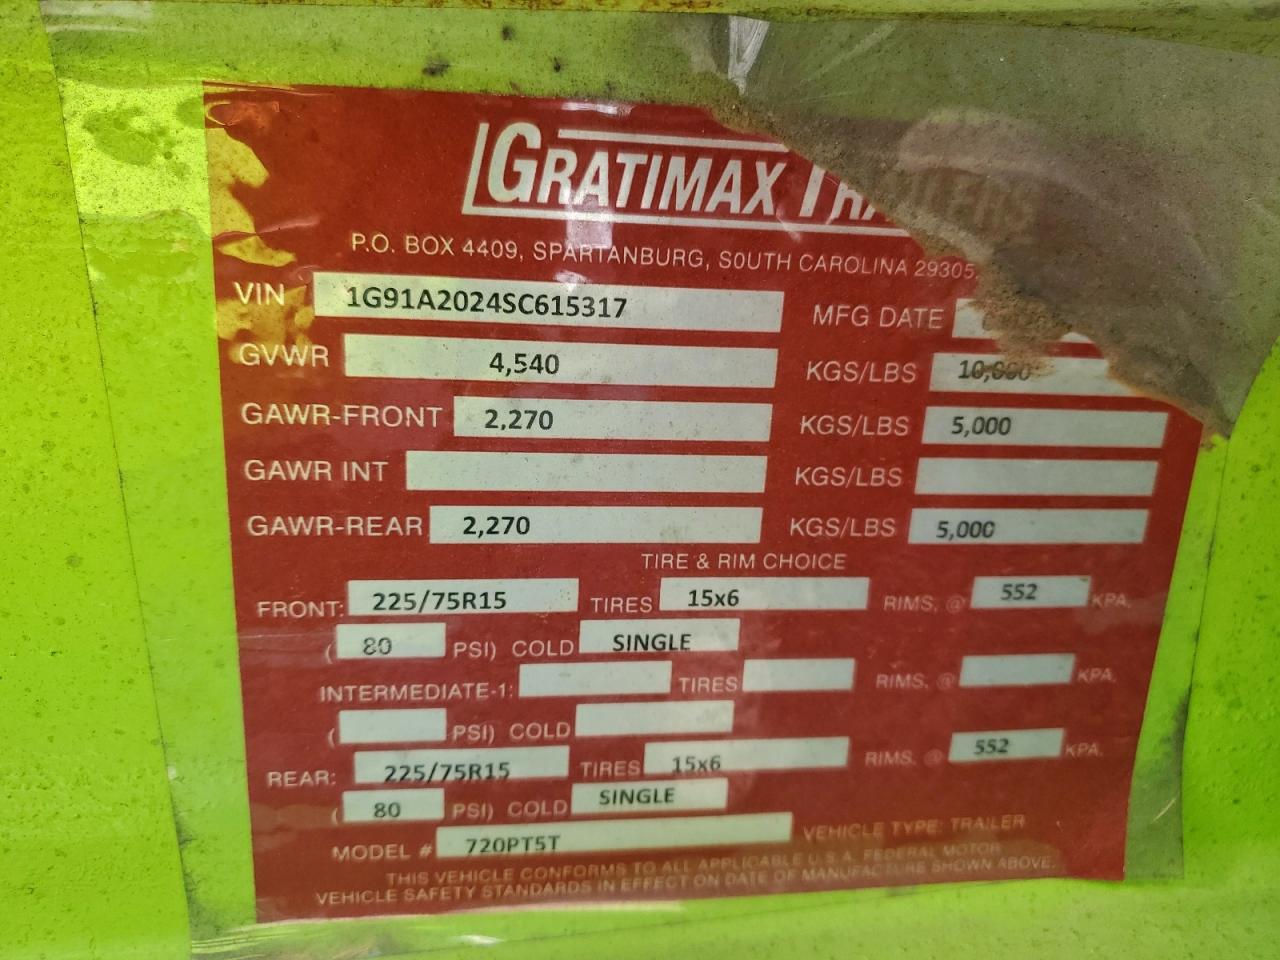 GRATIMAX TRAILERS
P.O. BOX 4409, SPARTANBURG, SOUTH CAROLINA 29305
VIN 1G91A2024SC615317 MFG DATE
GVWR 4,540 KGS/LBS 10,000
GAWR-FRONT 2,270 KGS/LBS 5,000
GAWR INT KGS/LBS
GAWR-REAR 2,270 KGS/LBS 5,000
TIRE & RIM CHOICE
FRONT: 225/75R15 TIRES 15x6 RIMS, @ 552 KPA,
( 80 PSI) COLD SINGLE
INTERMEDIATE-1: TIRES RIMS, @ KPA,
( PSI) COLD
REAR: 225/75R15 TIRES 15x6 RIMS, @ 552 KPA,
( 80 PSI) COLD SINGLE
MODEL # 720PT5T VEHICLE TYPE: TRAILER
THIS VEHICLE CONFORMS TO ALL APPLICABLE U.S.A. FEDERAL MOTOR
VEHICLE SAFETY STANDARDS IN EFFECT ON DATE OF MANUFACTURE SHOWN ABOVE.